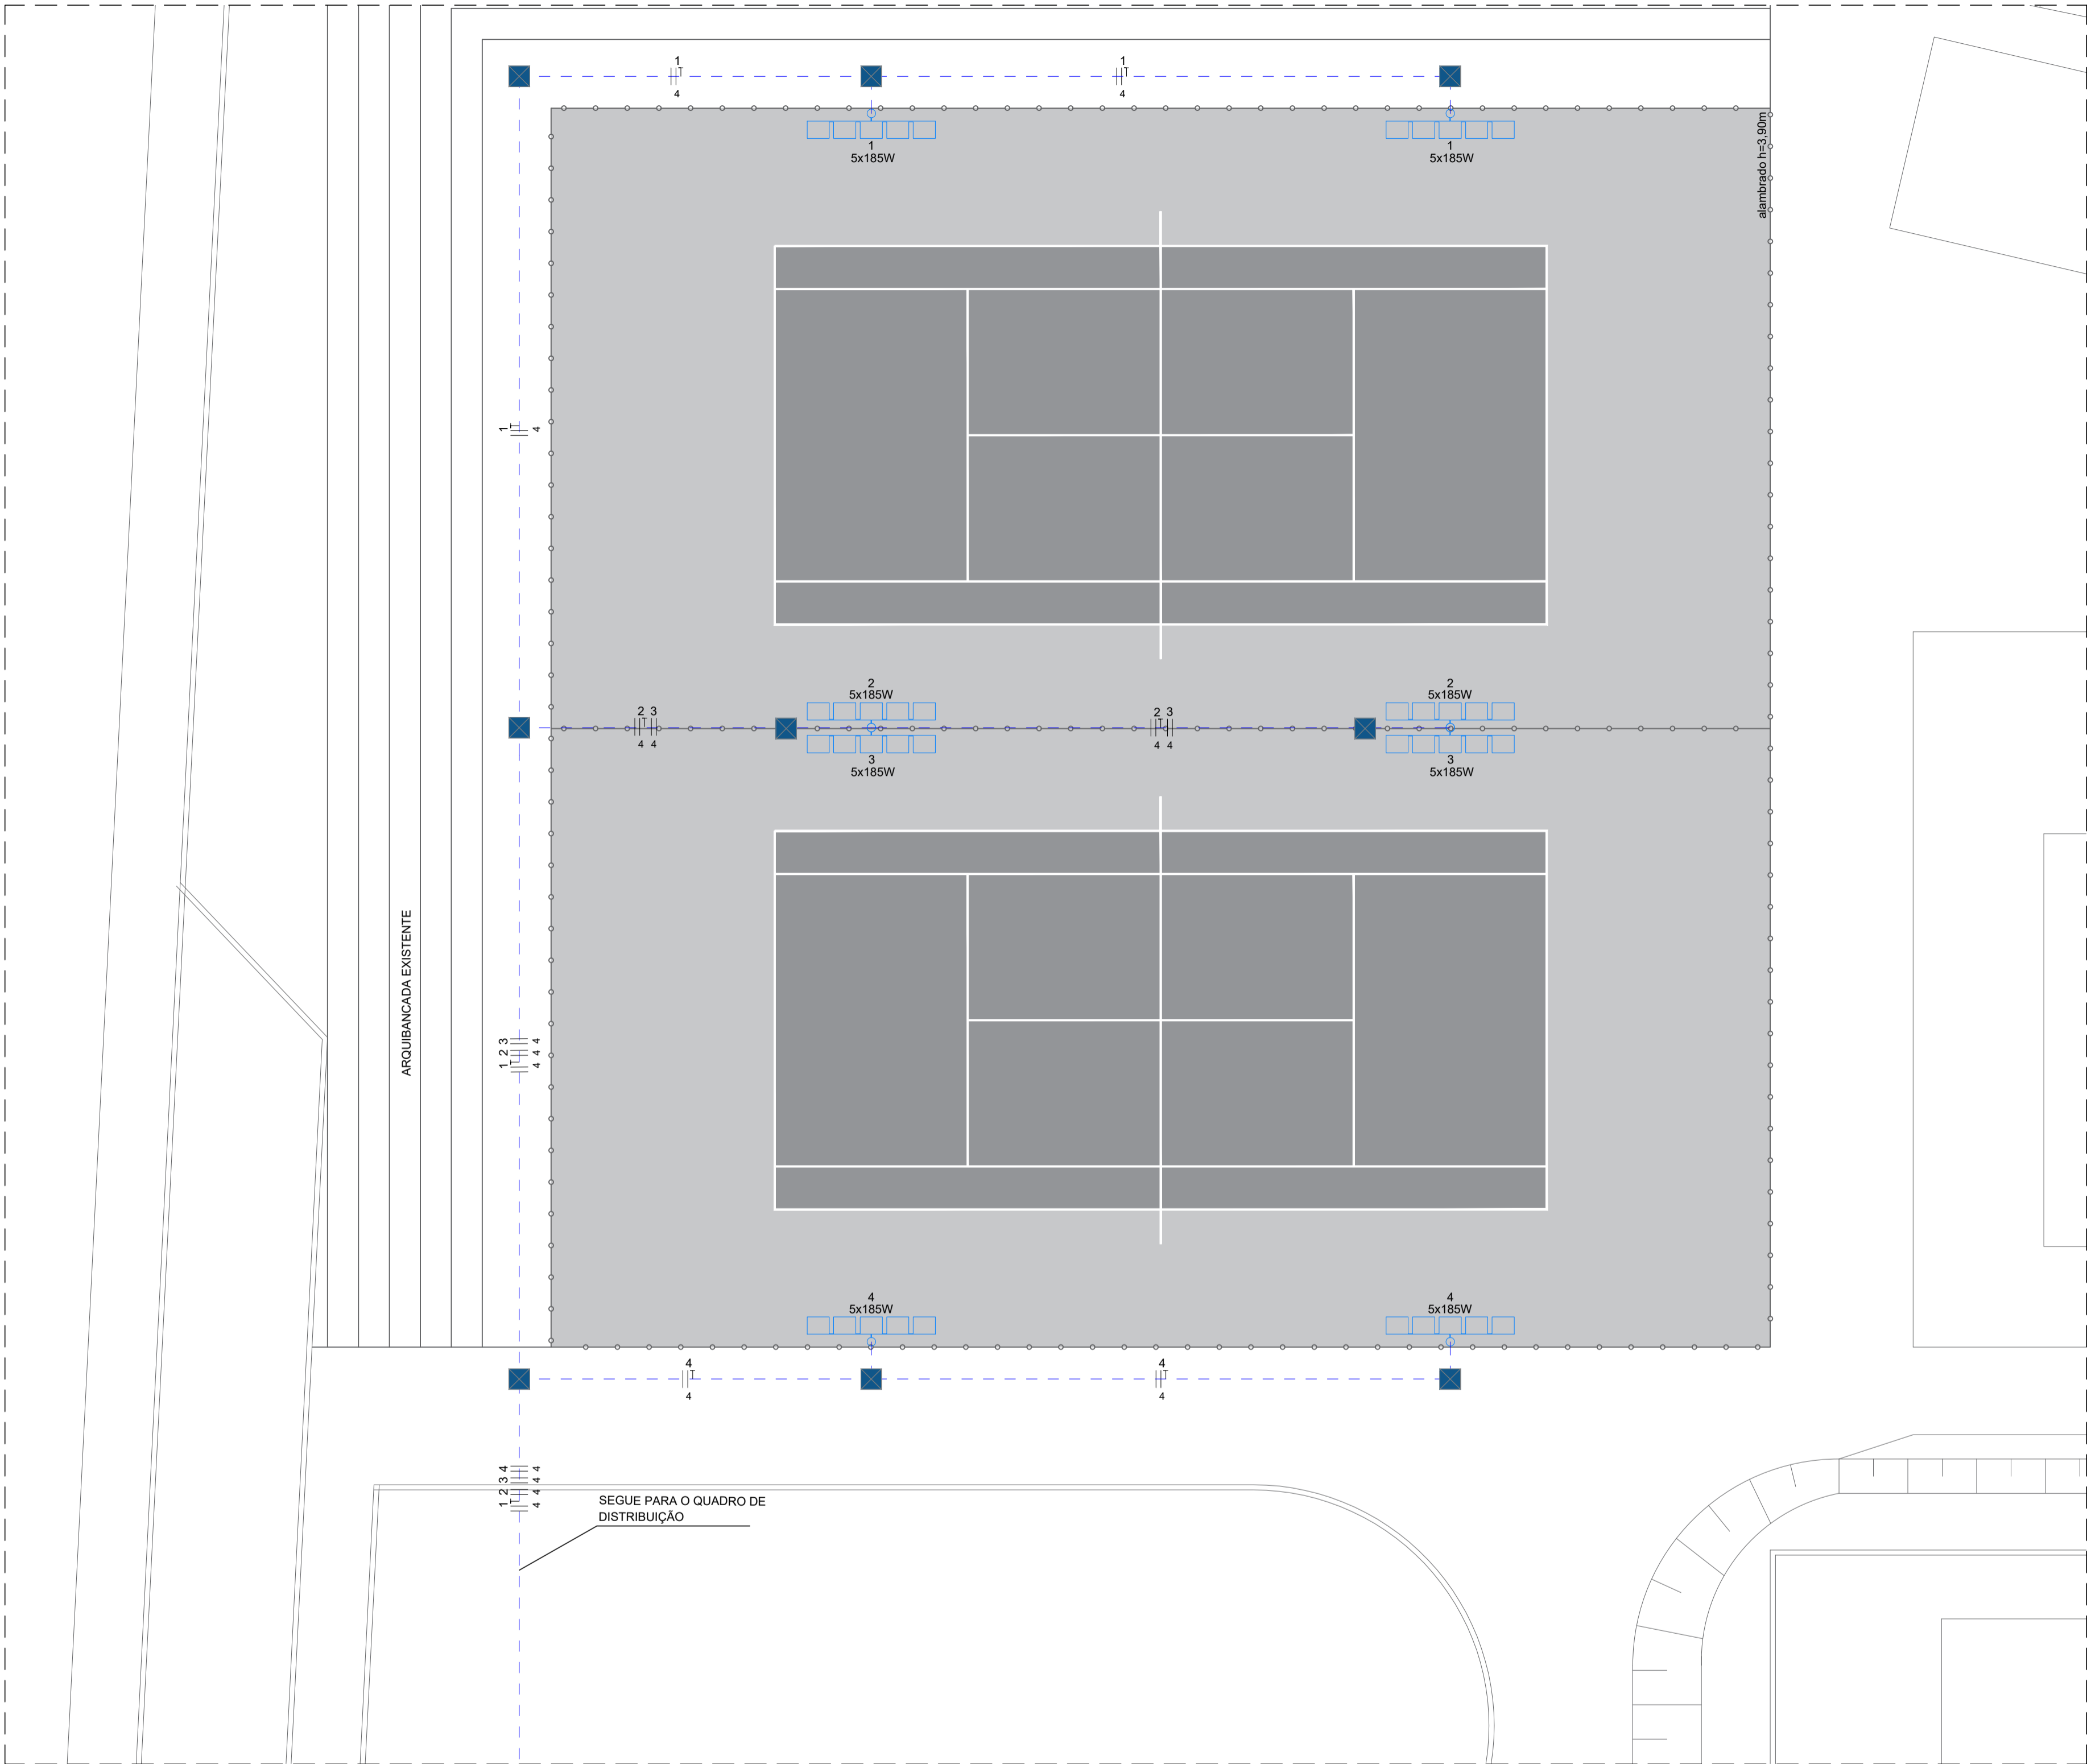 1
T
4
1
T
4
1
5x185W
1
5x185W
alambrado h=3,90m
1
T
4
2
5x185W
2
5x185W
2 3
T
4 4
2 3
T
4 4
3
5x185W
3
5x185W
ARQUIBANCADA EXISTENTE
1 2 3
T
4 4 4
4
5x185W
4
5x185W
4
T
4
4
T
4
1 2 3 4
T
4 4 4 4
SEGUE PARA O QUADRO DE
DISTRIBUIÇÃO